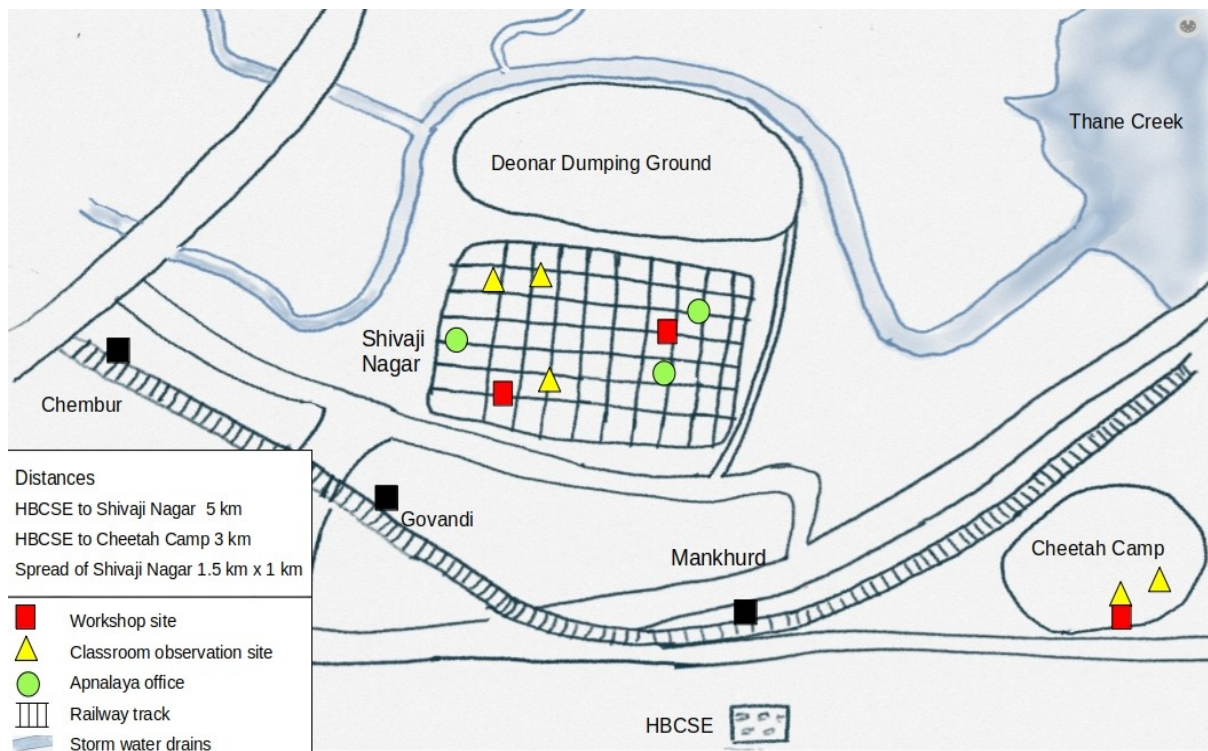 Thane Creek
Deonar Dumping Ground
Shivaji
Nagar
Chembur
Govandi
Mankhurd
Cheetah Camp
HBCSE
Distances
HBCSE to Shivaji Nagar 5 km
HBCSE to Cheetah Camp 3 km
Spread of Shivaji Nagar 1.5 km x 1 km
Workshop site
Classroom observation site
Apnalaya office
Railway track
Storm water drains